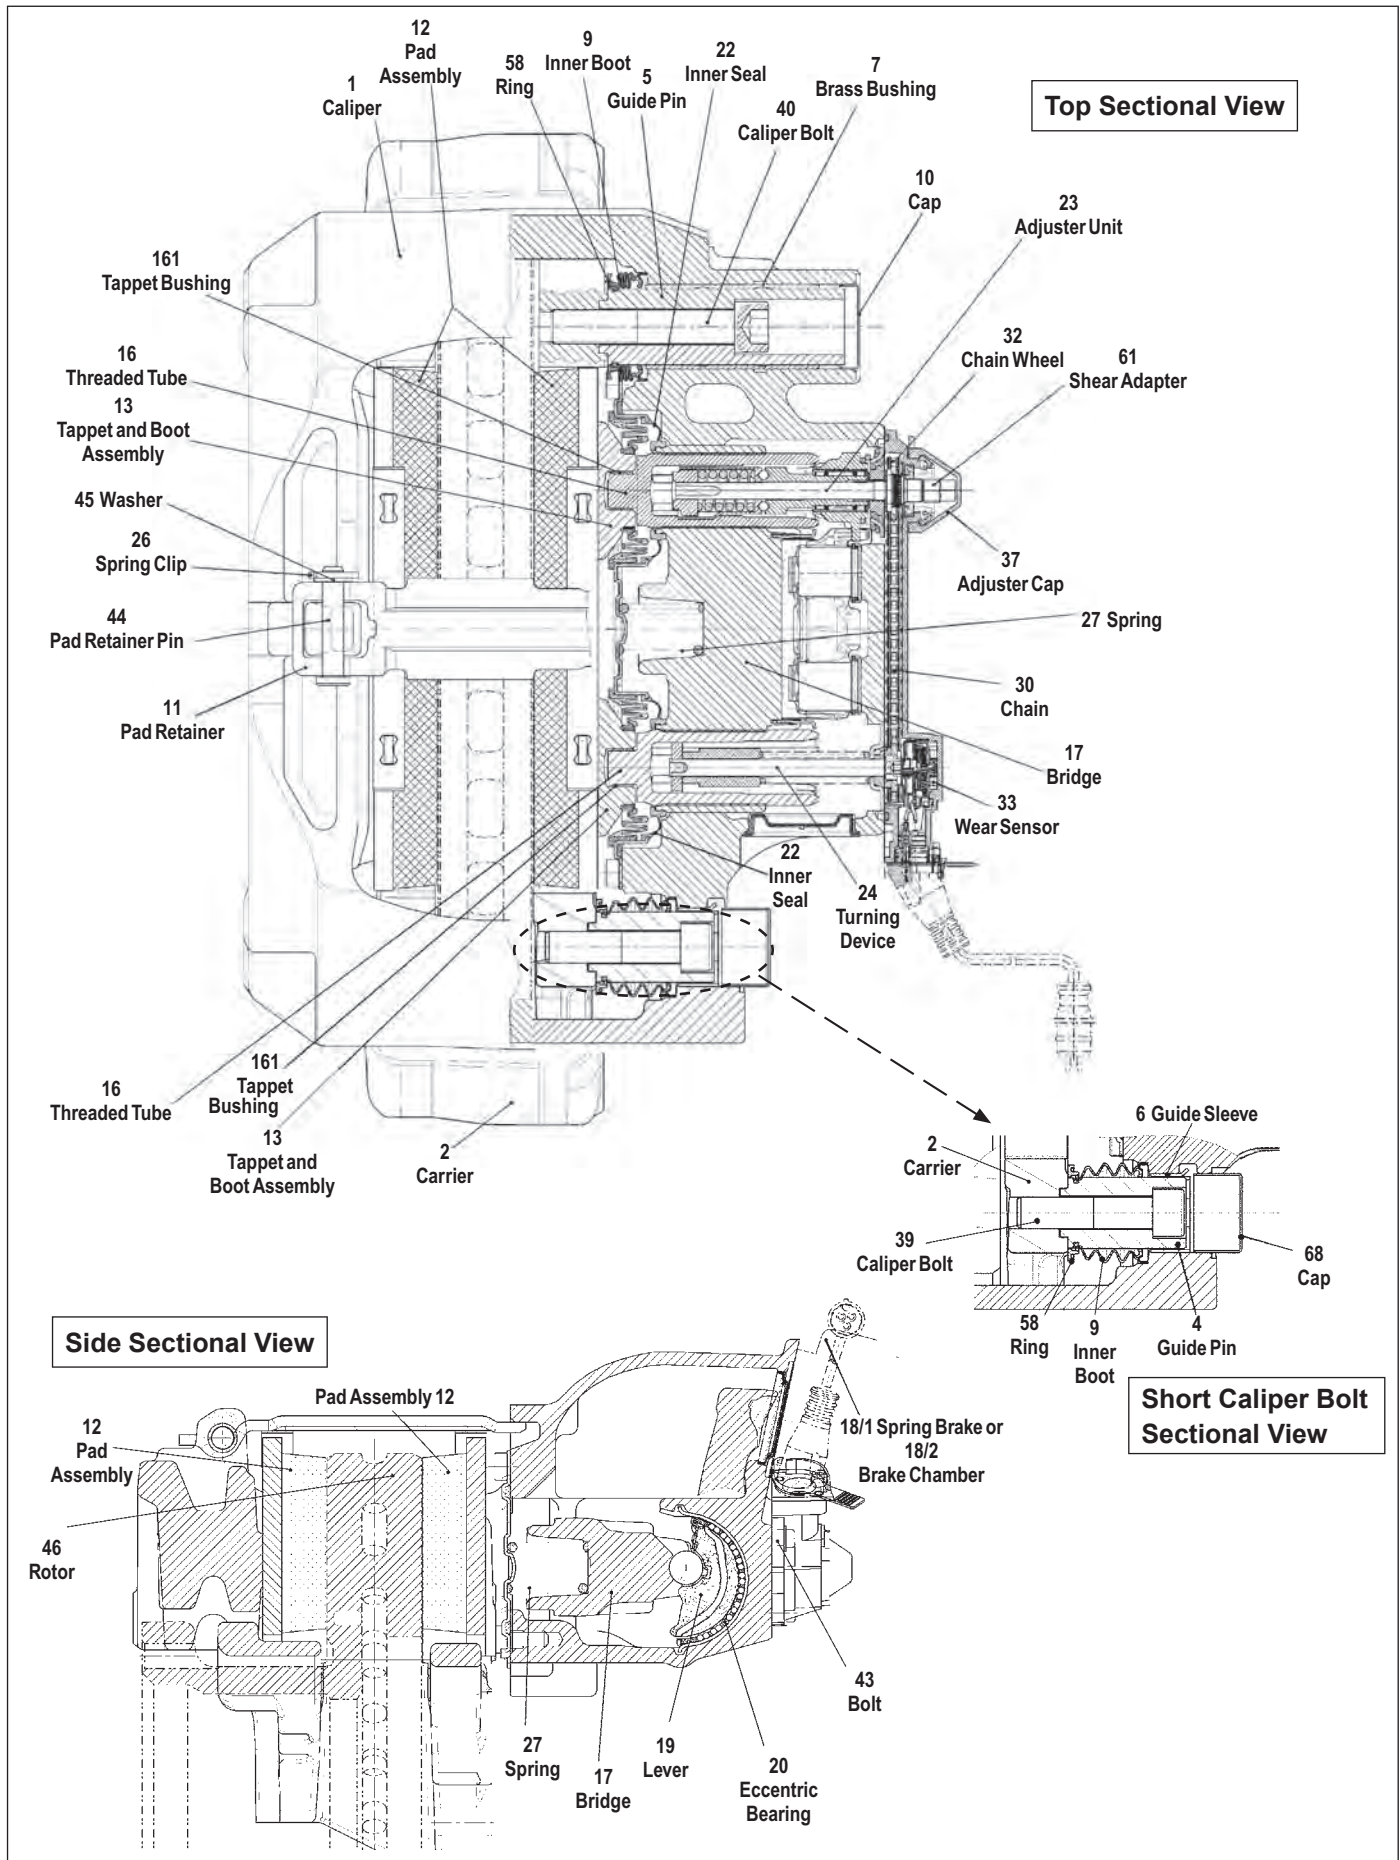 12
Pad
Assembly
9
Inner Boot
58
Ring
22
Inner Seal
7
Brass Bushing
5
Guide Pin
1
Caliper
40
Caliper Bolt
Top Sectional View
10
Cap
23
Adjuster Unit
161
Tappet Bushing
32
Chain Wheel
61
Shear Adapter
16
Threaded Tube
13
Tappet and Boot
Assembly
45 Washer
26
Spring Clip
37
Adjuster Cap
44
Pad Retainer Pin
27 Spring
30
Chain
11
Pad Retainer
17
Bridge
33
Wear Sensor
22
Inner
Seal
24
Turning
Device
16
Threaded Tube
161
Tappet
Bushing
13
Tappet and
Boot Assembly
2
Carrier
6 Guide Sleeve
2
Carrier
39
Caliper Bolt
68
Cap
58
Ring
9
Inner
Boot
4
Guide Pin
Short Caliper Bolt
Sectional View
Side Sectional View
Pad Assembly 12
12
Pad
Assembly
18/1 Spring Brake or
18/2
Brake Chamber
46
Rotor
43
Bolt
27
Spring
17
Bridge
19
Lever
20
Eccentric
Bearing